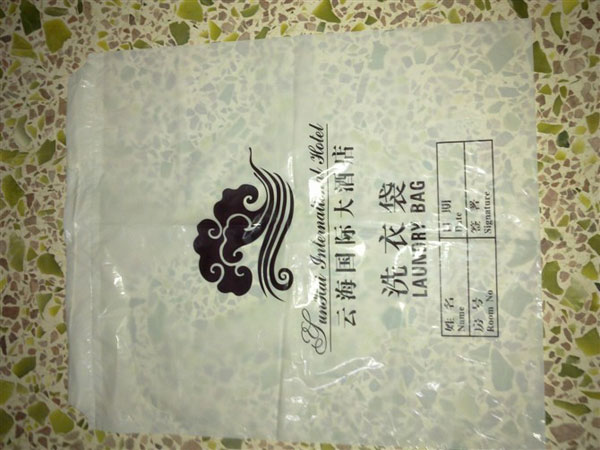 Yunhai International Hotel
云海国际大酒店
洗衣袋
LAUNDRY BAG
姓名 日期
Name Date
房号 签署
Room No Signature